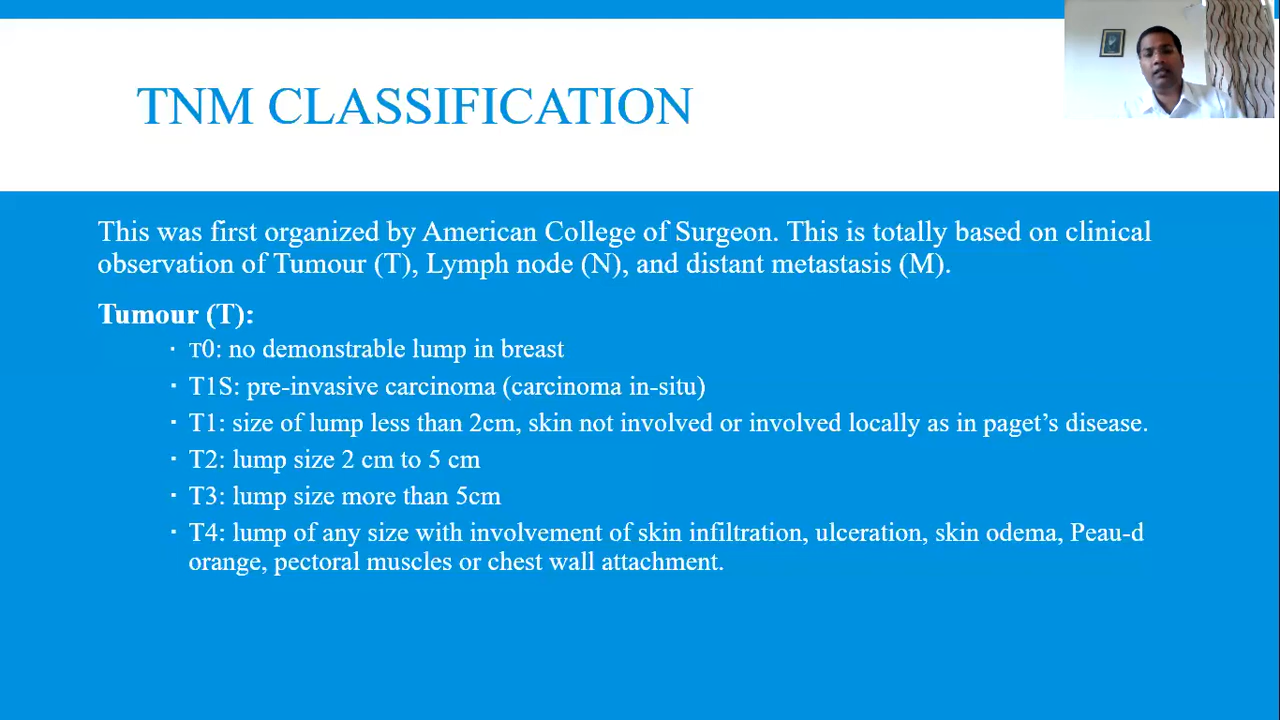 TNM CLASSIFICATION
This was first organized by American College of Surgeon. This is totally based on clinical
observation of Tumour (T), Lymph node (N), and distant metastasis (M).
Tumour (T):
· T0: no demonstrable lump in breast
· T1S: pre-invasive carcinoma (carcinoma in-situ)
· T1: size of lump less than 2cm, skin not involved or involved locally as in paget’s disease.
· T2: lump size 2 cm to 5 cm
· T3: lump size more than 5cm
· T4: lump of any size with involvement of skin infiltration, ulceration, skin odema, Peau-d
orange, pectoral muscles or chest wall attachment.